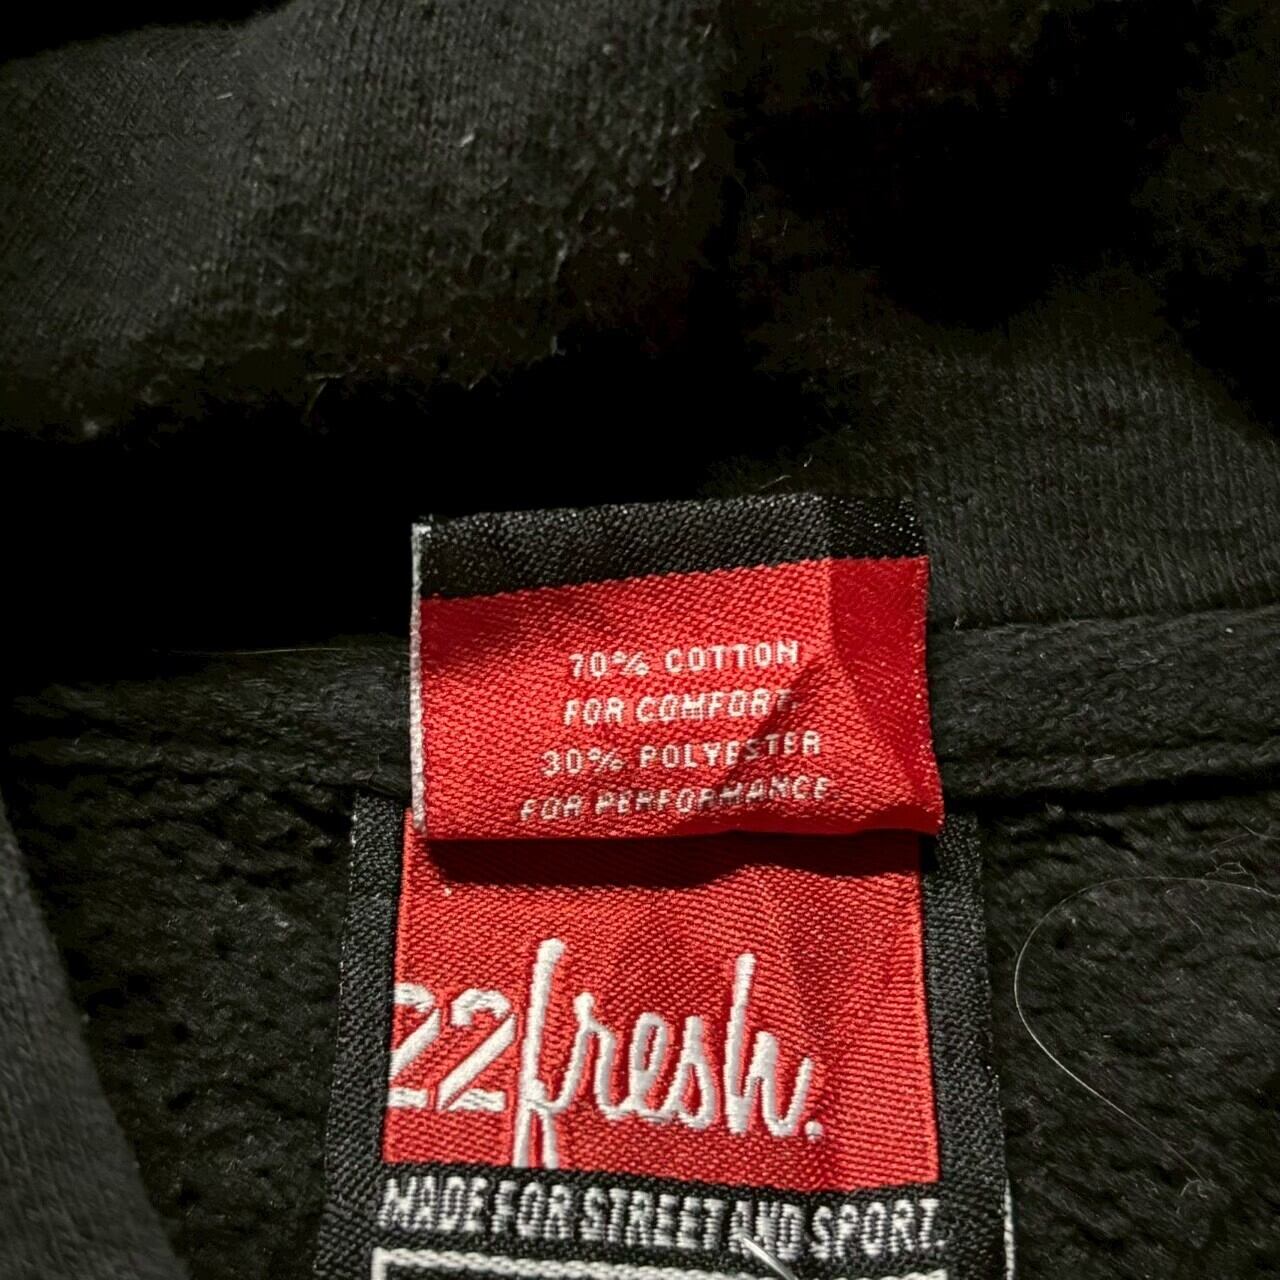 70% COTTON
FOR COMFORT
30% POLYESTER
FOR PERFORMANCE
22fresh.
MADE FOR STREET AND SPORT.